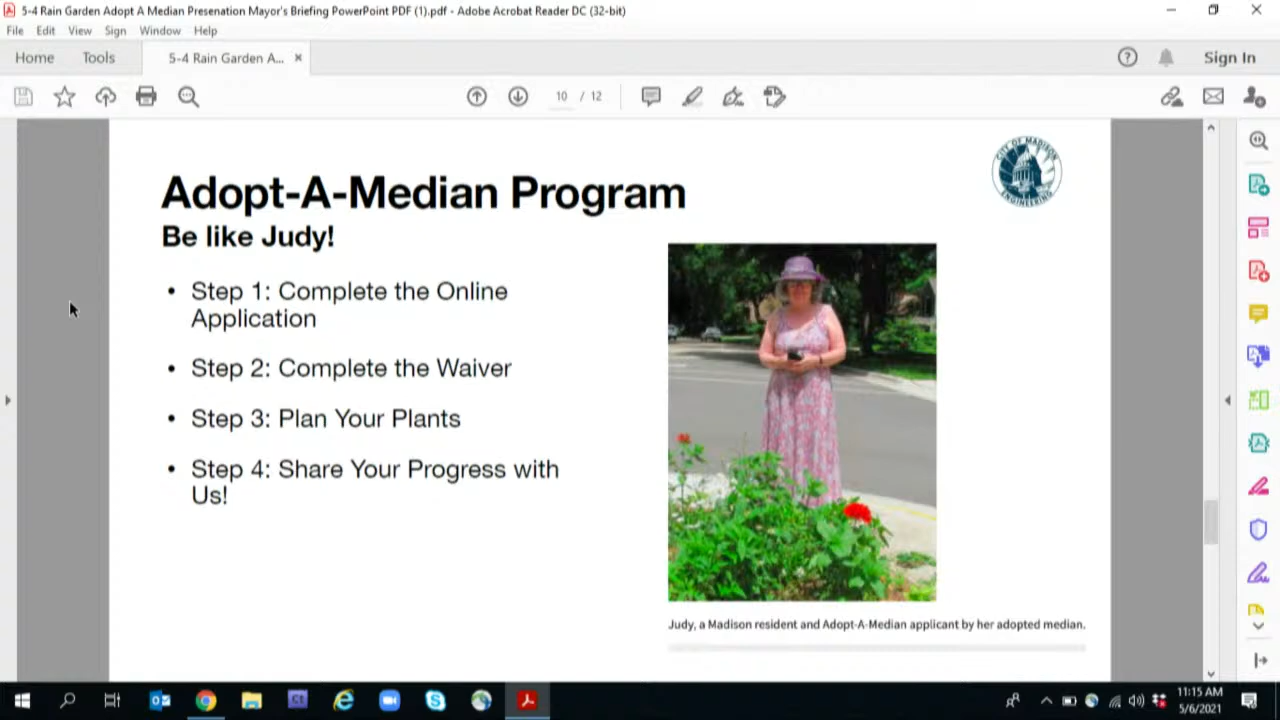 5-4 Rain Garden Adopt A Median Presenation Mayor's Briefing PowerPoint PDF (1).pdf - Adobe Acrobat Reader DC (32-bit)
File Edit View Sign Window Help
Home Tools 5-4 Rain Garden A... × Sign In
10 / 12
CITY OF MADISON
ENGINEERING
Adopt-A-Median Program
Be like Judy!
• Step 1: Complete the Online
Application
• Step 2: Complete the Waiver
• Step 3: Plan Your Plants
• Step 4: Share Your Progress with
Us!
Judy, a Madison resident and Adopt-A-Median applicant by her adopted median.
11:15 AM
5/6/2021